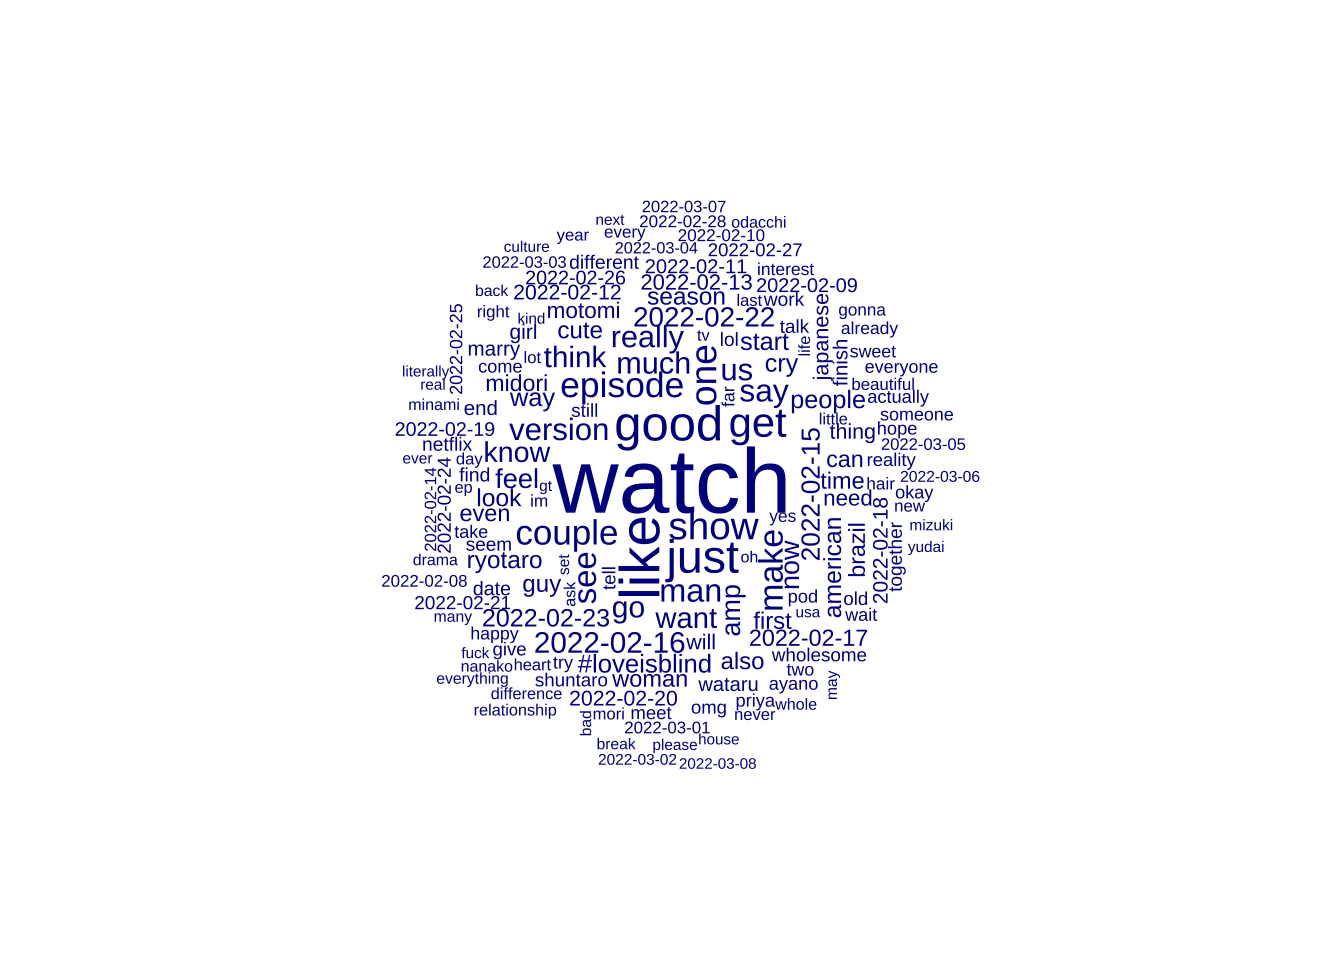 2022-03-07
next
2022-02-28
odacchi
year
every
2022-02-10
culture
2022-03-04
2022-02-27
2022-03-03
different
2022-02-11
interest
2022-02-26
2022-02-13
2022-02-09
back
2022-02-12
season
last
work
right
kind
motomi
2022-02-22
talk
japanese
gonna
2022-02-25
girl
cute
really
tv
lol
start
life
already
marry
lot
think
much
one
us
cry
finish
sweet
literally
come
everyone
real
midori
episode
far
say
beautiful
minami
end
way
still
people
actually
2022-02-19
version
good
get
little
thing
hope
someone
netflix
know
2022-02-15
2022-03-05
ever
day
watch
can
reality
2022-02-14
2022-02-24
find
feel
gt
time
hair
2022-03-06
ep
look
im
need
okay
even
yes
2022-02-18
new
take
couple
like
show
american
brazil
mizuki
seem
just
oh
make
now
together
yudai
drama
ryotaro
set
see
tell
2022-02-08
date
guy
ask
man
amp
pod
old
2022-02-21
go
usa
many
2022-02-23
want
first
wait
happy
2022-02-16
will
2022-02-17
fuck
give
wholesome
nanako
heart
try
#loveisblind
also
two
everything
shuntaro
woman
wataru
ayano
may
difference
2022-02-20
priya
whole
relationship
bad
mori
meet
omg
never
2022-03-01
break
please
house
2022-03-02
2022-03-08